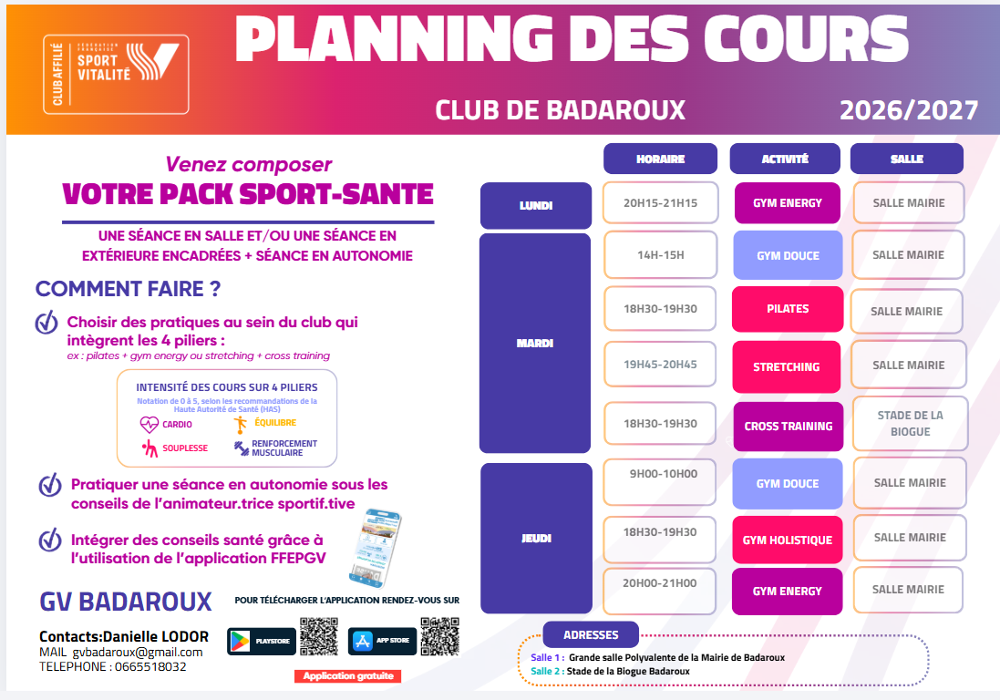 CLUB AFFILIÉ
FÉDÉRATION
FRANÇAISE
SPORT
VITALITÉ
PLANNING DES COURS
CLUB DE BADAROUX
2026/2027
Venez composer
VOTRE PACK SPORT-SANTE
UNE SÉANCE EN SALLE ET/OU UNE SÉANCE EN
EXTÉRIEURE ENCADRÉES + SÉANCE EN AUTONOMIE
COMMENT FAIRE ?
Choisir des pratiques au sein du club qui
intègrent les 4 piliers :
ex : pilates + gym energy ou stretching + cross training
INTENSITÉ DES COURS SUR 4 PILIERS
Notation de 0 à 5, selon les recommandations de la
Haute Autorité de Santé (HAS)
CARDIO
ÉQUILIBRE
SOUPLESSE
RENFORCEMENT
MUSCULAIRE
Pratiquer une séance en autonomie sous les
conseils de l'animateur.trice sportif.tive
Intégrer des conseils santé grâce à
l'utilisation de l'application FFEPGV
GV BADAROUX
POUR TÉLÉCHARGER L'APPLICATION RENDEZ-VOUS SUR
Contacts:Danielle LODOR
MAIL gvbadaroux@gmail.com
TELEPHONE : 0665518032
PLAYSTORE
APP STORE
Application gratuite
HORAIRE
ACTIVITÉ
SALLE
LUNDI
20H15-21H15
GYM ENERGY
SALLE MAIRIE
MARDI
14H-15H
GYM DOUCE
SALLE MAIRIE
18H30-19H30
PILATES
SALLE MAIRIE
19H45-20H45
STRETCHING
SALLE MAIRIE
18H30-19H30
CROSS TRAINING
STADE DE LA
BIOGUE
JEUDI
9H00-10H00
GYM DOUCE
SALLE MAIRIE
18H30-19H30
GYM HOLISTIQUE
SALLE MAIRIE
20H00-21H00
GYM ENERGY
SALLE MAIRIE
ADRESSES
Salle 1 : Grande salle Polyvalente de la Mairie de Badaroux
Salle 2 : Stade de la Biogue Badaroux